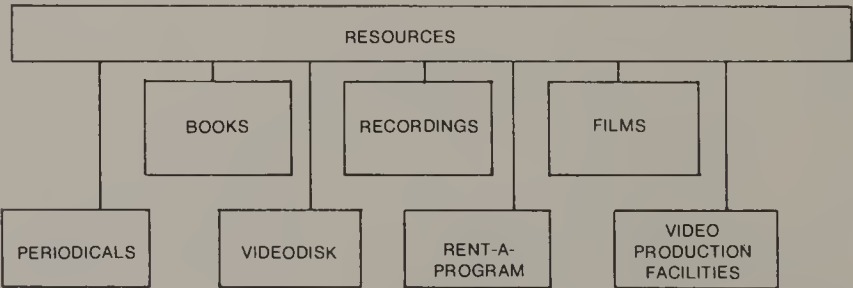 RESOURCES
BOOKS
RECORDINGS
FILMS
PERIODICALS
VIDEODISK
RENT-A-
PROGRAM
VIDEO
PRODUCTION
FACILITIES